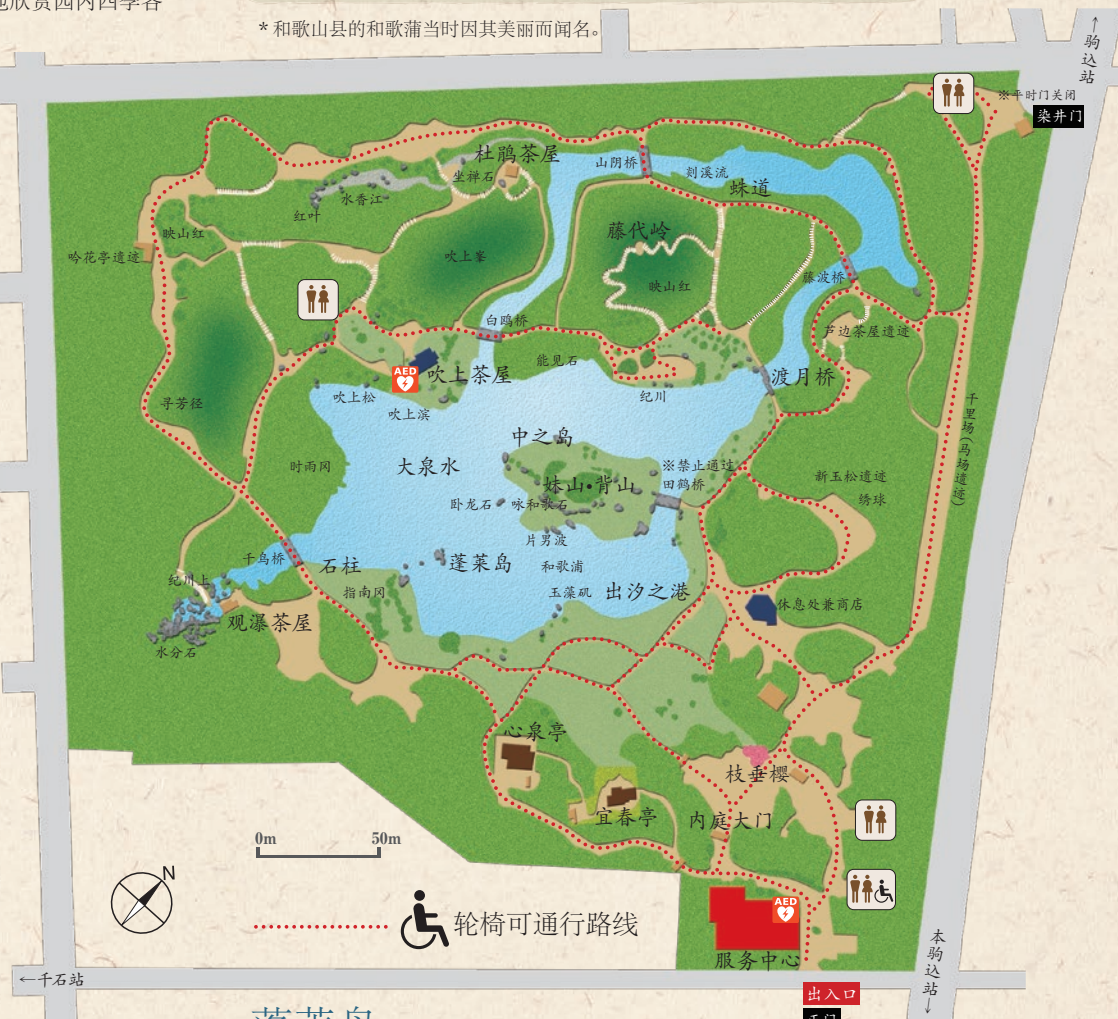 地欣赏园内四季各
*和歌山县的和歌蒲当时因其美丽而闻名。
↑驹込站
※平时门关闭
染井门
杜鹃茶屋
坐禅石
山阴桥
剡溪流
蛛道
水香江
红叶
映山红
吟花亭遗迹
吹上峯
藤代岭
映山红
藤波桥
白鸥桥
芦边茶屋遗迹
能见石
AED
吹上茶屋
渡月桥
纪川
吹上松
吹上滨
寻芳径
千里场(马场遗迹)
中之岛
时雨冈
大泉水
※禁止通过
田鹤桥
妹山·背山
新玉松遗迹
绣球
卧龙石
咏和歌石
片男波
千鸟桥
石柱
蓬莱岛
和歌浦
纪川上
指南冈
玉藻矶
出汐之港
休息处兼商店
观瀑茶屋
水分石
心泉亭
枝垂樱
宜春亭
内庭大门
0m 50m
N
轮椅可通行路线
AED
服务中心
本驹込站↓
←千石站
出入口